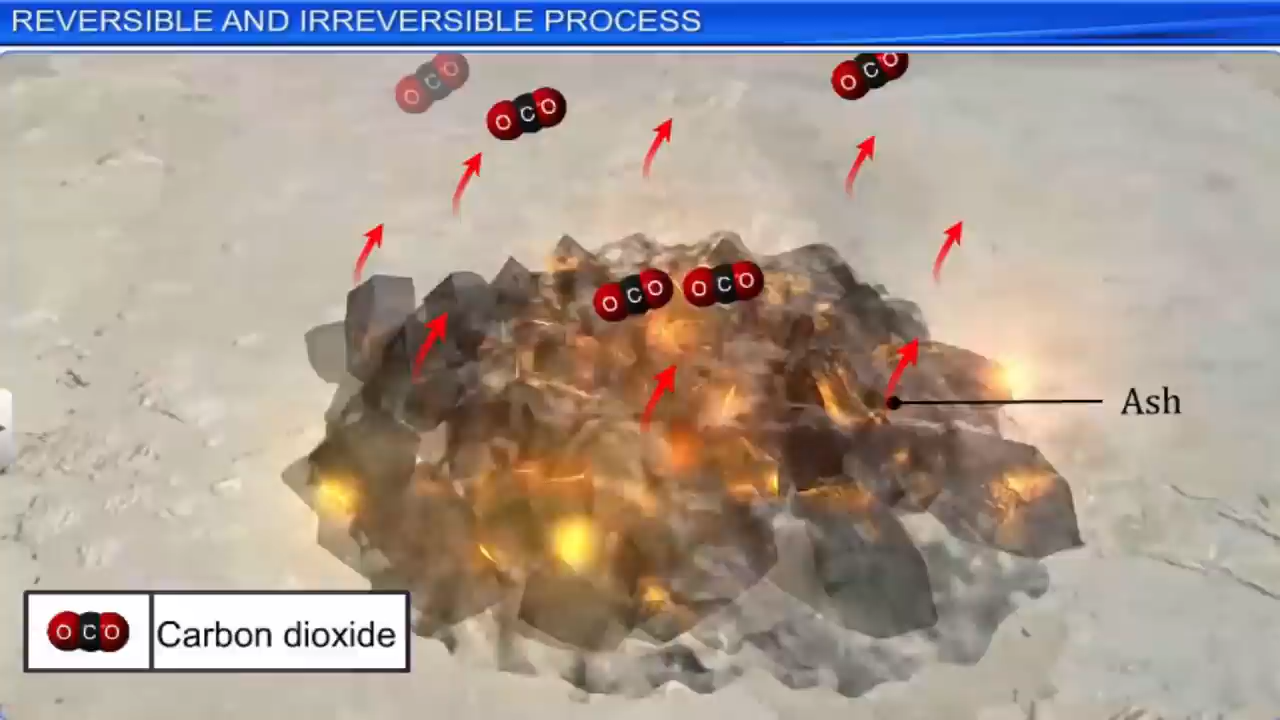 REVERSIBLE AND IRREVERSIBLE PROCESS
O C O
O C O
O C O
O C O
O C O
Ash
O C O
Carbon dioxide